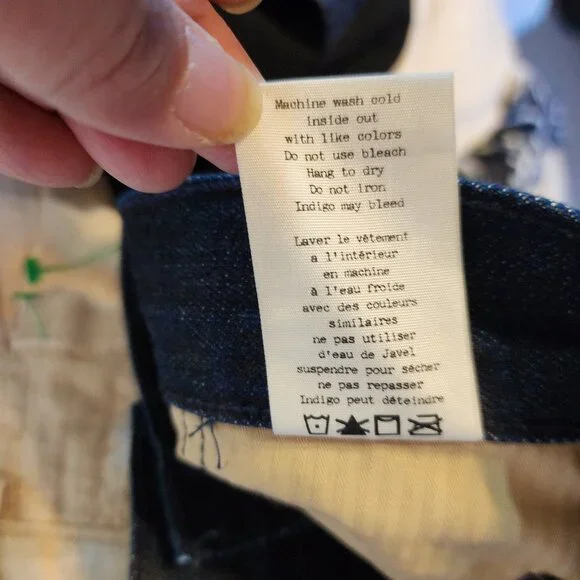 Machine wash cold
inside out
with like colors
Do not use bleach
Hang to dry
Do not iron
Indigo may bleed
Laver le vêtement
a l'intérieur
en machine
à l'eau froide
avec des couleurs
similaires
ne pas utiliser
d'eau de Javel
suspendre pour sécher
ne pas repasser
Indigo peut déteindre